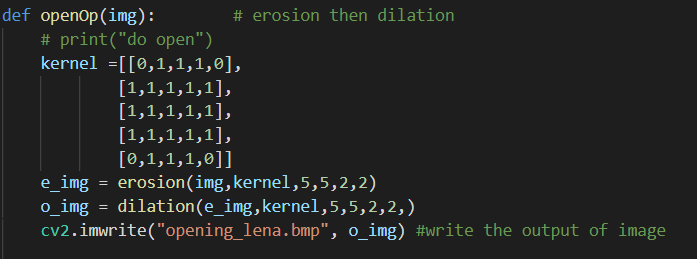 def openOp(img):        # erosion then dilation
    # print("do open")
    kernel =[[0,1,1,1,0],
            [1,1,1,1,1],
            [1,1,1,1,1],
            [1,1,1,1,1],
            [0,1,1,1,0]]
    e_img = erosion(img,kernel,5,5,2,2)
    o_img = dilation(e_img,kernel,5,5,2,2,)
    cv2.imwrite("opening_lena.bmp", o_img) #write the output of image